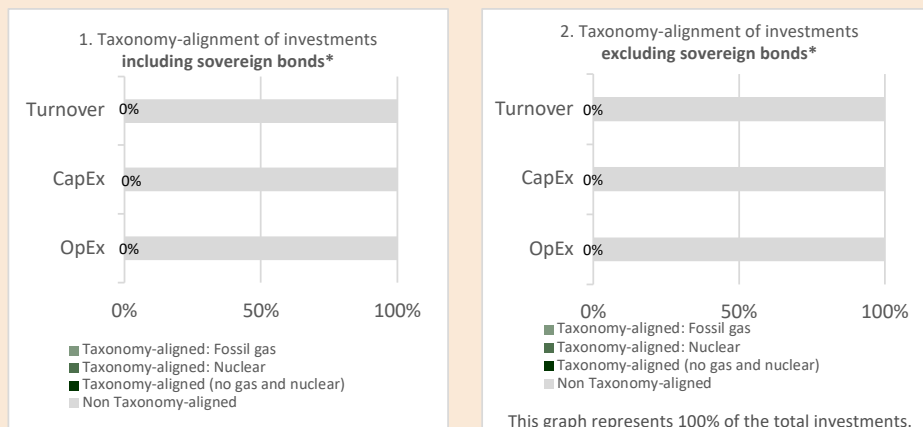 1. Taxonomy-alignment of investments
including sovereign bonds*
Turnover 0%
CapEx 0%
OpEx 0%
0% 50% 100%
Taxonomy-aligned: Fossil gas
Taxonomy-aligned: Nuclear
Taxonomy-aligned (no gas and nuclear)
Non Taxonomy-aligned
2. Taxonomy-alignment of investments
excluding sovereign bonds*
Turnover 0%
CapEx 0%
OpEx 0%
0% 50% 100%
Taxonomy-aligned: Fossil gas
Taxonomy-aligned: Nuclear
Taxonomy-aligned (no gas and nuclear)
Non Taxonomy-aligned
This graph represents 100% of the total investments.